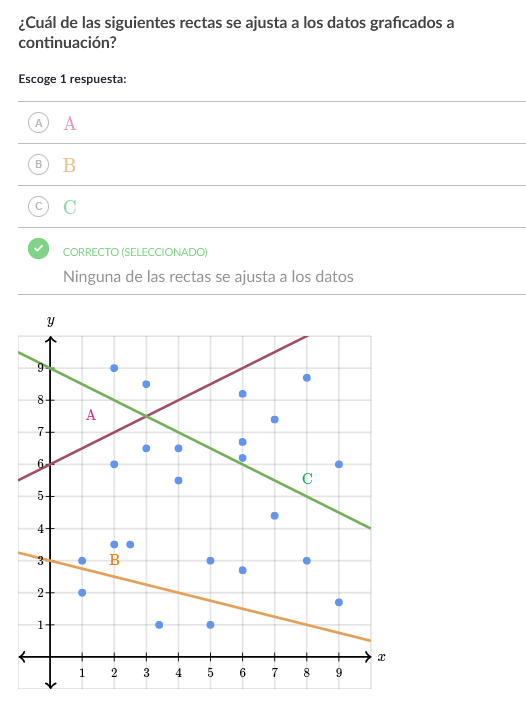 ¿Cuál de las siguientes rectas se ajusta a los datos graficados a
continuación?
Escoge 1 respuesta:
A A
B B
C C
CORRECTO (SELECCIONADO)
Ninguna de las rectas se ajusta a los datos
y
9
8
A
7
6
C
5
4
3
B
2
1
x
1 2 3 4 5 6 7 8 9